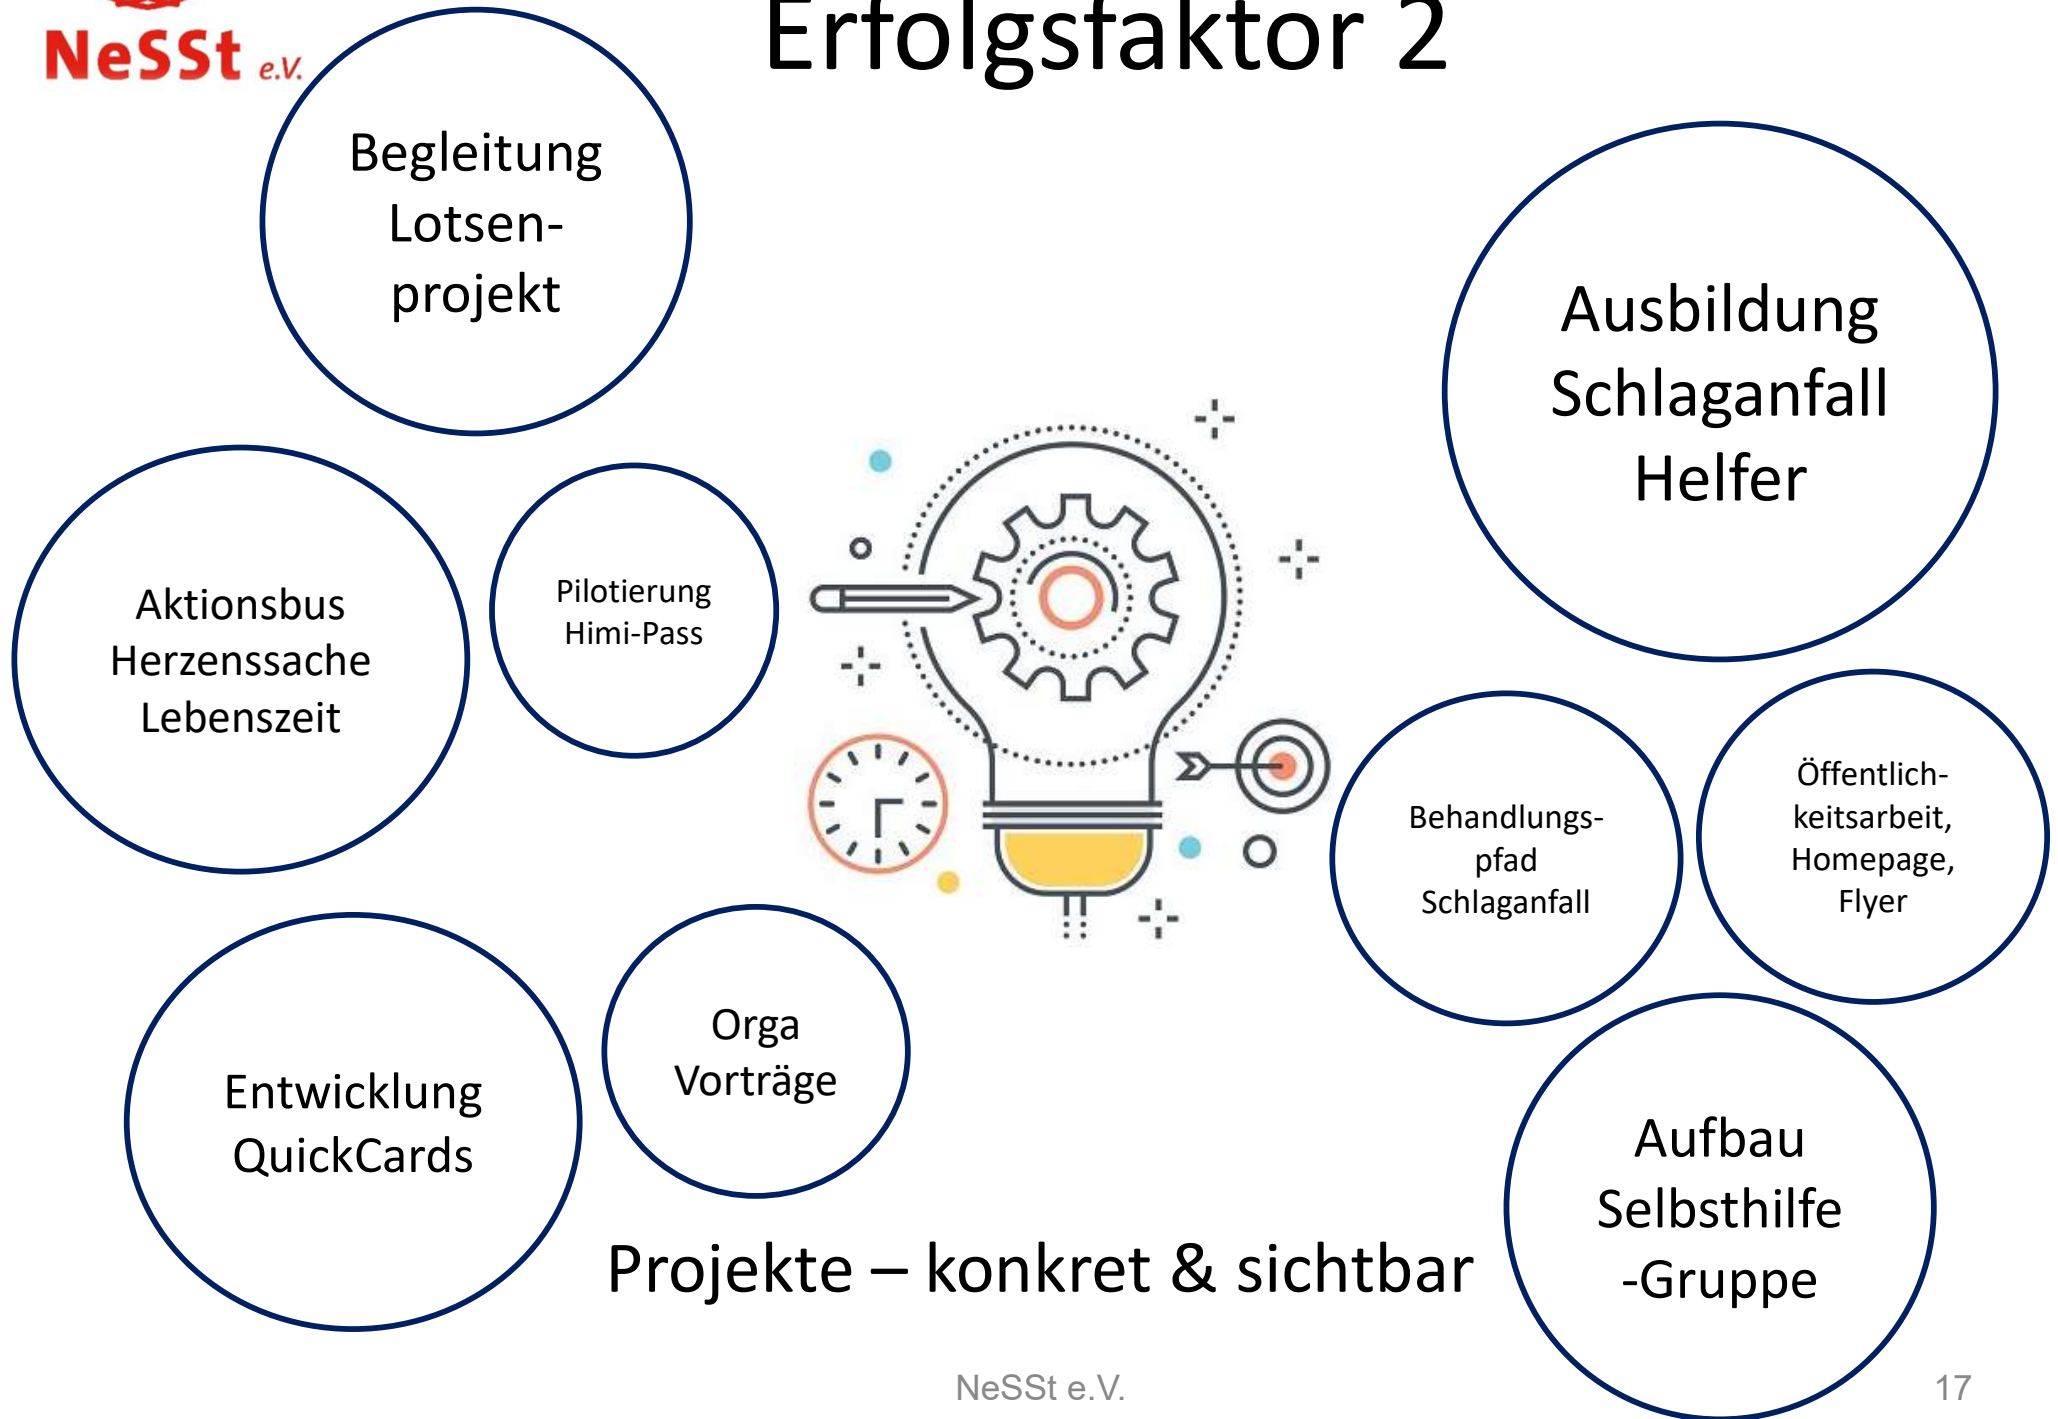 NeSSt e.V.
Erfolgsfaktor 2
Begleitung
Lotsen-
projekt
Ausbildung
Schlaganfall
Helfer
Aktionsbus
Herzenssache
Lebenszeit
Pilotierung
Himi-Pass
Behandlungs-
pfad
Schlaganfall
Öffentlich-
keitsarbeit,
Homepage,
Flyer
Entwicklung
QuickCards
Orga
Vorträge
Aufbau
Selbsthilfe
-Gruppe
Projekte – konkret & sichtbar
NeSSt e.V.
17